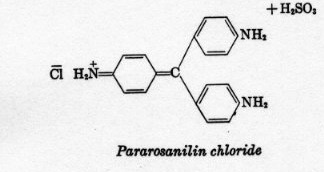 + H₂SO₃
NH₂
C̅l H₂N⁺ C
NH₂
Pararosanilin chloride